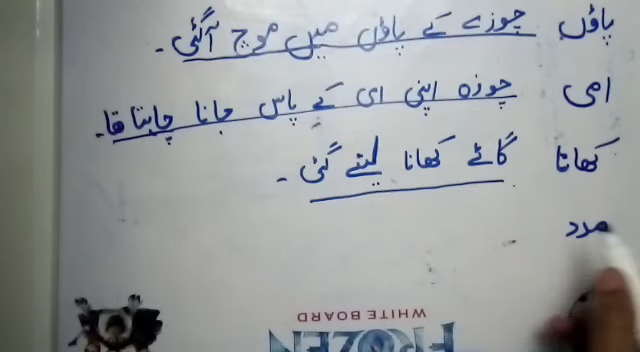 پاؤں چوزے کے پاؤں میں موچ آگئی۔
امی چوزہ اپنی امی کے پاس جانا چاہتا تھا۔
کھانا گائے کھانا لینے گئی۔
مدد
WHITE BOARD
FROZEN